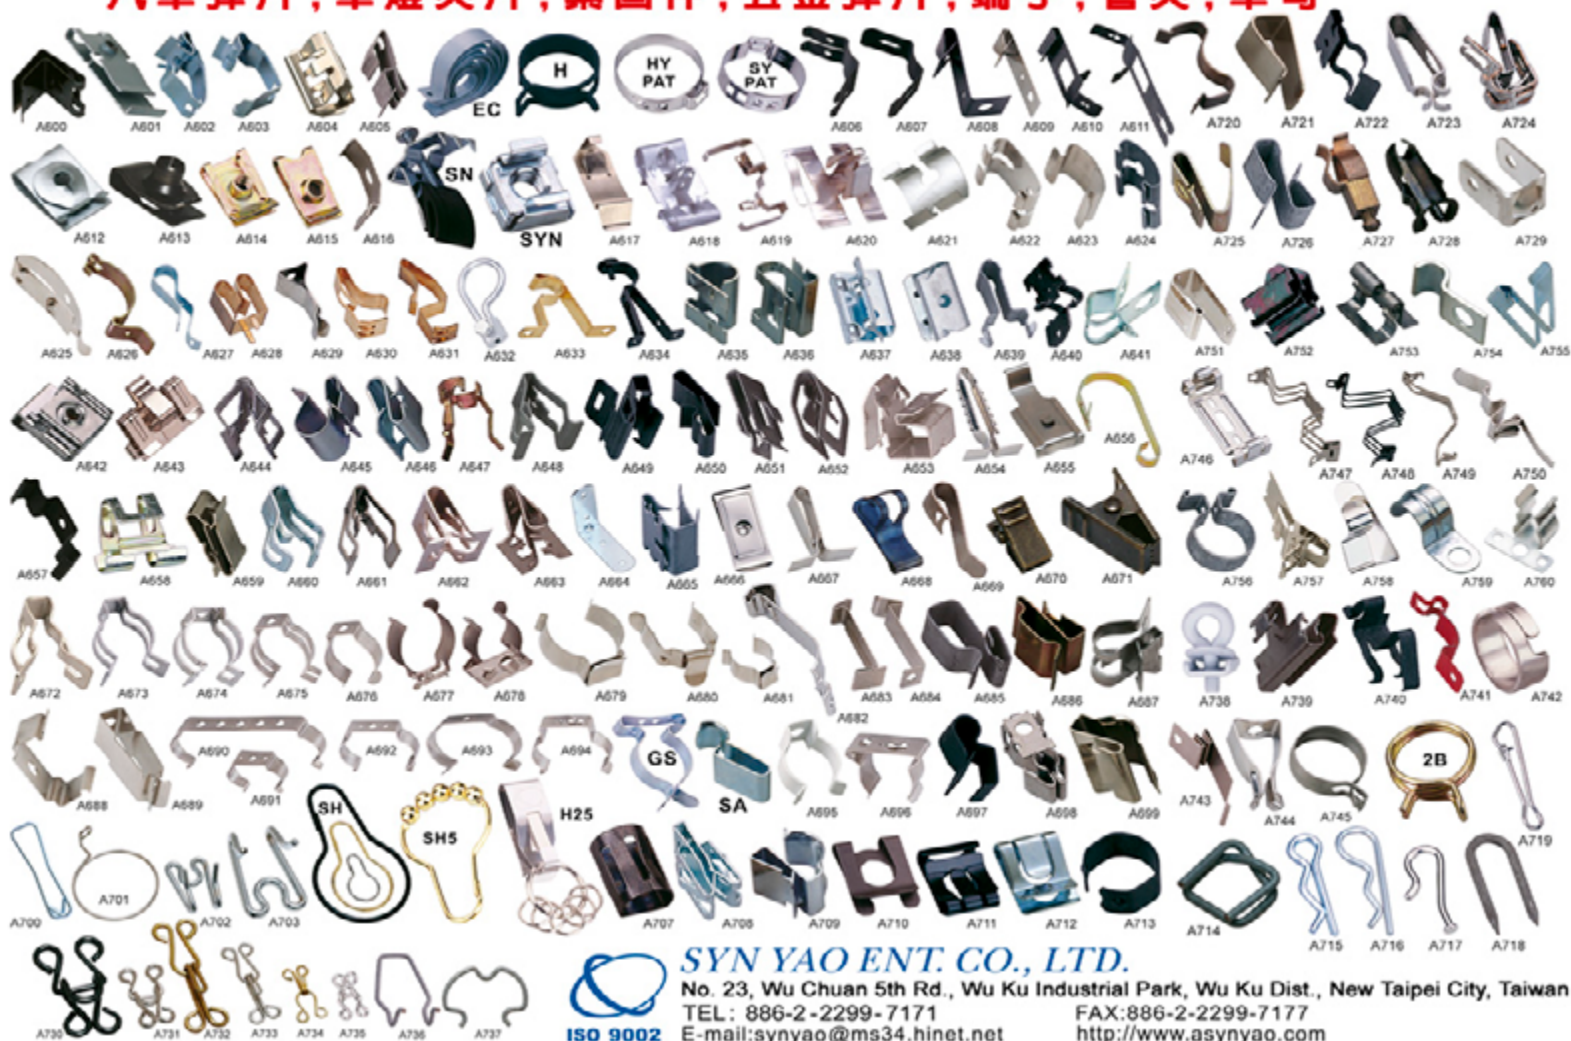 A600 A601 A602 A603 A604 A605 EC H HY PAT SY PAT A606 A607 A608 A609 A610 A611 A720 A721 A722 A723 A724
A612 A613 A614 A615 A616 SN SYN A617 A618 A619 A620 A621 A622 A623 A624 A725 A726 A727 A728 A729
A625 A626 A627 A628 A629 A630 A631 A632 A633 A634 A635 A636 A637 A638 A639 A640 A641 A751 A752 A753 A754 A755
A642 A643 A644 A645 A646 A647 A648 A649 A650 A651 A652 A653 A654 A655 A656 A746 A747 A748 A749 A750
A657 A658 A659 A660 A661 A662 A663 A664 A665 A666 A667 A668 A669 A670 A671 A756 A757 A758 A759 A760
A672 A673 A674 A675 A676 A677 A678 A679 A680 A681 A682 A683 A684 A685 A686 A687 A738 A739 A740 A741 A742
A688 A689 A690 A691 A692 A693 A694 GS SA A695 A696 A697 A698 A699 A743 A744 A745 2B A719
A700 A701 A702 A703 SH SH5 H25 A707 A708 A709 A710 A711 A712 A713 A714 A715 A716 A717 A718
A730 A731 A732 A733 A734 A735 A736 A737
ISO 9002
SYN YAO ENT. CO., LTD.
No. 23, Wu Chuan 5th Rd., Wu Ku Industrial Park, Wu Ku Dist., New Taipei City, Taiwan
TEL: 886-2-2299-7171 FAX:886-2-2299-7177
E-mail:synyao@ms34.hinet.net http://www.asynyao.com